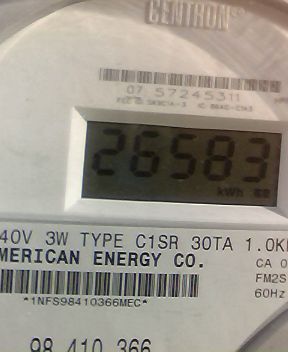 CENTRON®
07 57245311
26583
kWh
40V 3W TYPE C1SR 30TA 1.0K
MERICAN ENERGY CO.
CA 0
FM2S
*1NFS98410366MEC*
60Hz
98 410 366